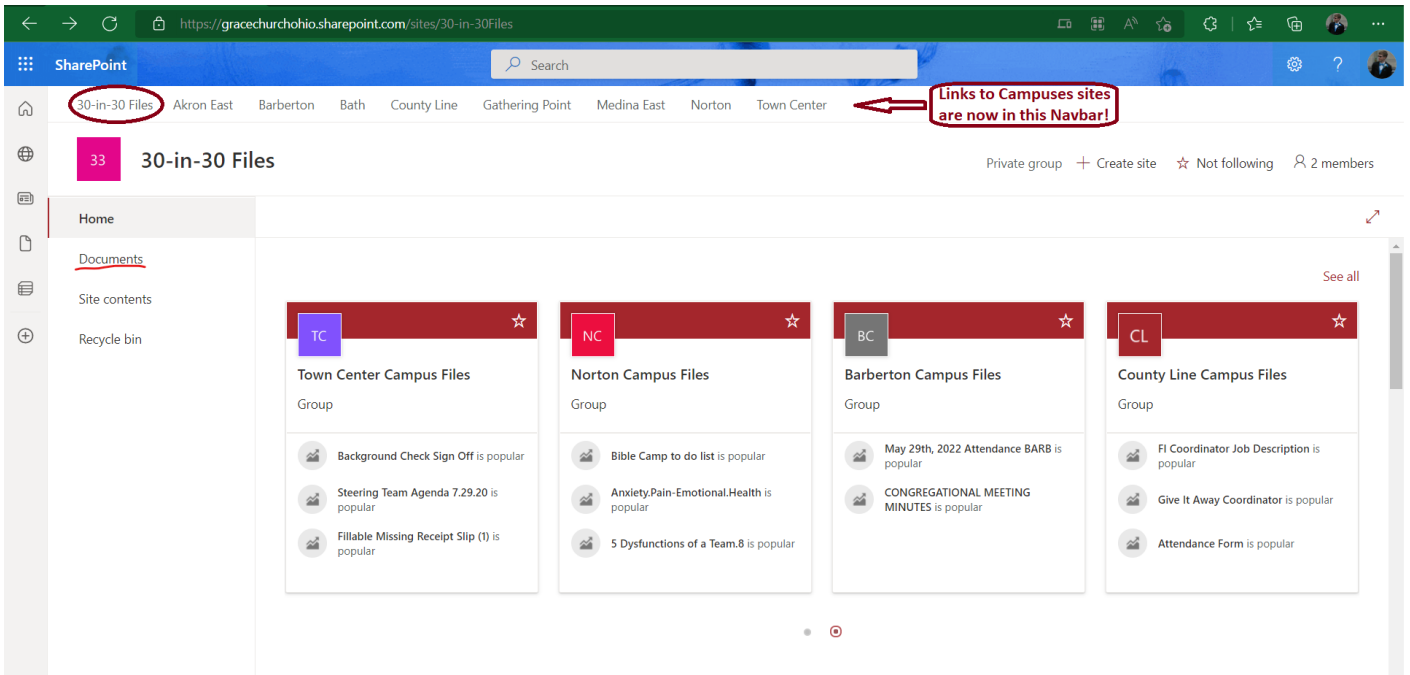 https://gracechurchohio.sharepoint.com/sites/30-in-30Files
SharePoint
Search
?
30-in-30 Files Akron East Barberton Bath County Line Gathering Point Medina East Norton Town Center
Links to Campuses sites
are now in this Navbar!
33
30-in-30 Files
Private group Create site Not following 2 members
Home
Documents
Site contents
Recycle bin
See all
TC
Town Center Campus Files
Group
Background Check Sign Off is popular
Steering Team Agenda 7.29.20 is
popular
Fillable Missing Receipt Slip (1) is
popular
NC
Norton Campus Files
Group
Bible Camp to do list is popular
Anxiety.Pain-Emotional.Health is
popular
5 Dysfunctions of a Team.8 is popular
BC
Barberton Campus Files
Group
May 29th, 2022 Attendance BARB is
popular
CONGREGATIONAL MEETING
MINUTES is popular
CL
County Line Campus Files
Group
FI Coordinator Job Description is
popular
Give It Away Coordinator is popular
Attendance Form is popular